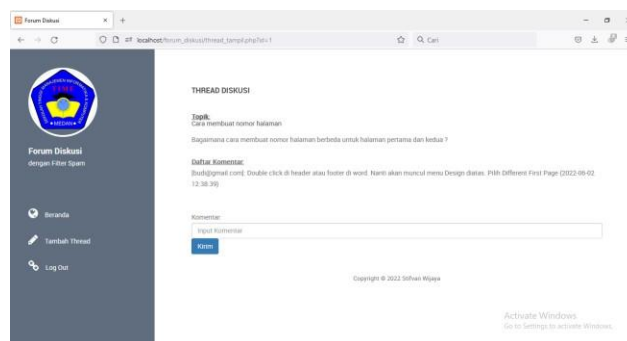 Forum Diskusi
localhost/forum_diskusi/thread_tampil.php?id=1
Cari
TIME
MEDAN
Forum Diskusi
dengan Filter Spam
Beranda
Tambah Thread
Log Out
THREAD DISKUSI
Topik:
Cara membuat nomor halaman
Bagaimana cara membuat nomor halaman berbeda untuk halaman pertama dan kedua ?
Daftar Komentar:
[budi@gmail.com]. Double click di header atau footer di word. Nanti akan muncul menu Design diatas. Pilih Different First Page (2022-06-02
12:38:39)
Komentar:
Input Komentar
Kirim
Copyright © 2022 Stifvan Wijaya
Activate Windows
Go to Settings to activate Windows.